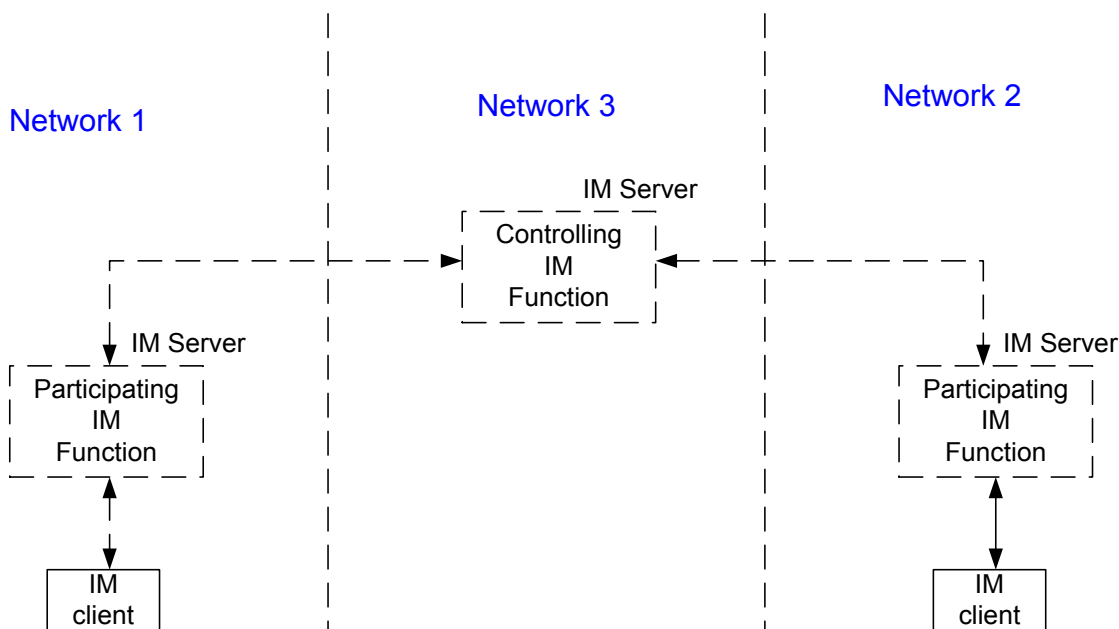 Network 1
Network 3
Network 2
IM Server
Controlling
IM
Function
IM Server
Participating
IM
Function
IM Server
Participating
IM
Function
IM
client
IM
client